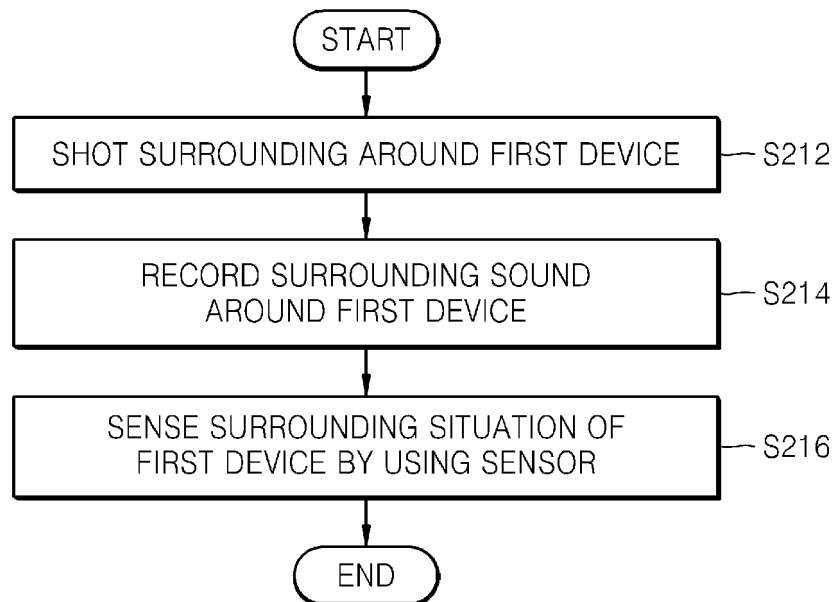 START
SHOT SURROUNDING AROUND FIRST DEVICE
S212
RECORD SURROUNDING SOUND
AROUND FIRST DEVICE
S214
SENSE SURROUNDING SITUATION OF
FIRST DEVICE BY USING SENSOR
S216
END